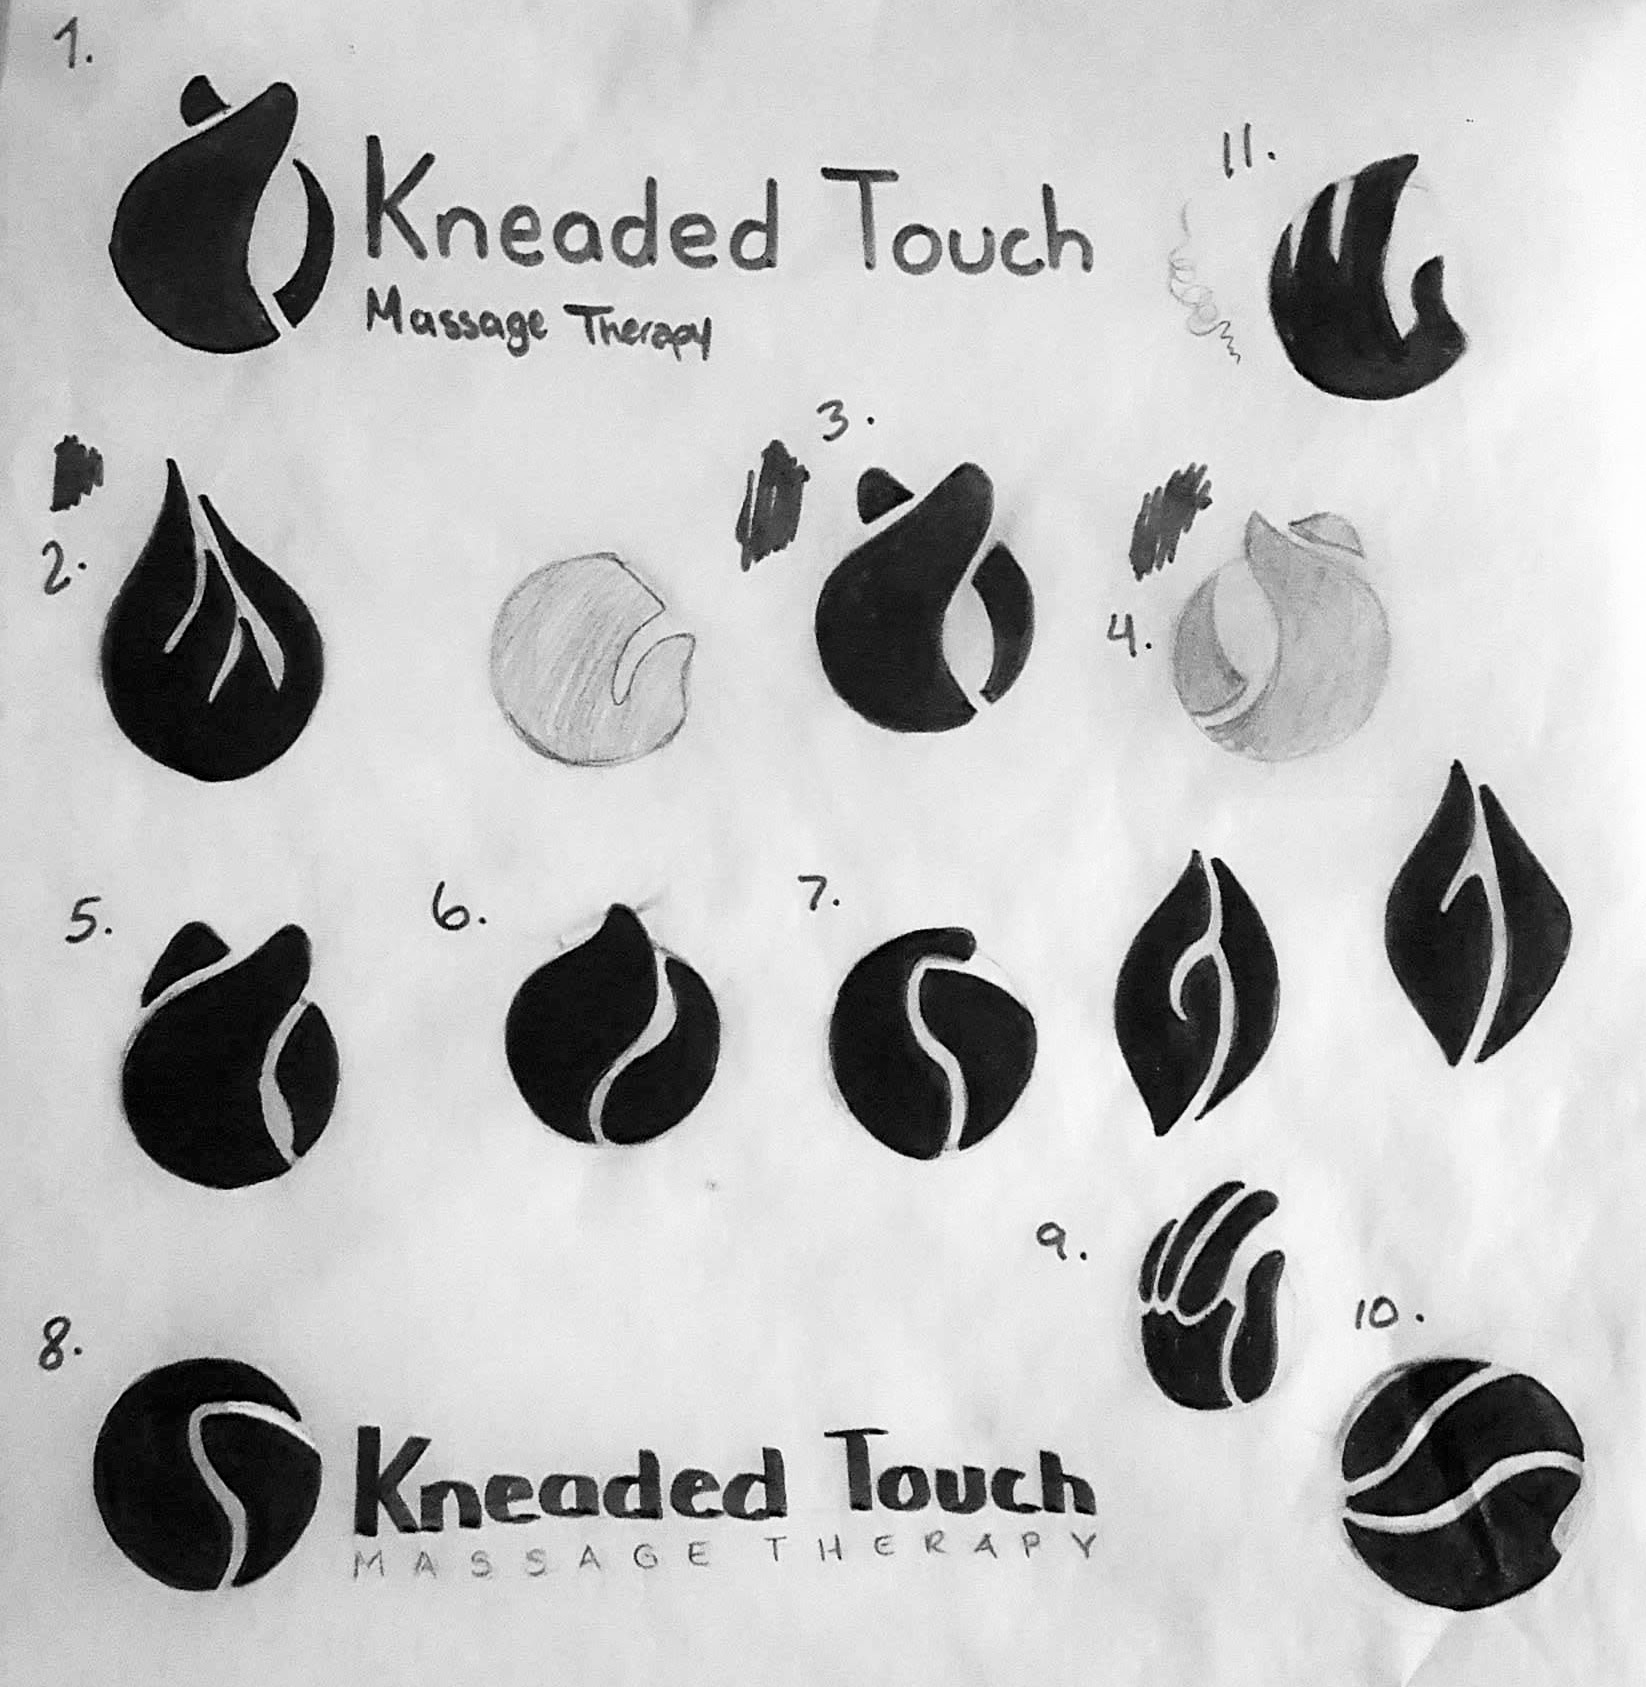 1.
Kneaded Touch
Massage Therapy
11.
2.
3.
4.
5.
6.
7.
8.
Kneaded Touch
MASSAGE THERAPY
9.
10.